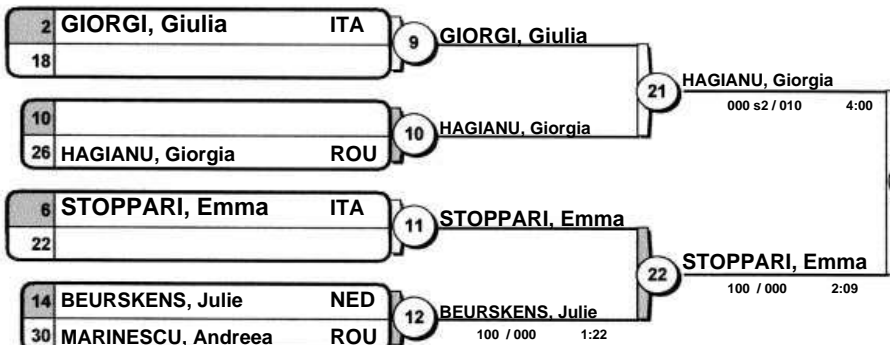 2 GIORGI, Giulia ITA
18
9 GIORGI, Giulia
10
26 HAGIANU, Giorgia ROU
10 HAGIANU, Giorgia
21 HAGIANU, Giorgia
000 s2 / 010 4:00
6 STOPPARI, Emma ITA
22
11 STOPPARI, Emma
14 BEURSKENS, Julie NED
30 MARINESCU, Andreea ROU
12 BEURSKENS, Julie
100 / 000 1:22
22 STOPPARI, Emma
100 / 000 2:09